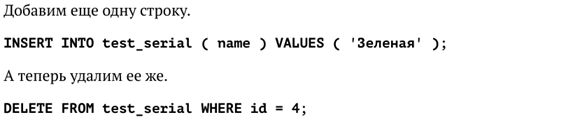 Добавим еще одну строку.
INSERT INTO test_serial ( name ) VALUES ( 'Зеленая' );
А теперь удалим ее же.
DELETE FROM test_serial WHERE id = 4;